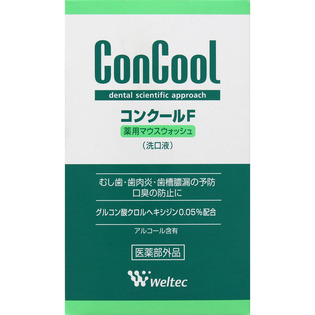 ConCool
dental scientific approach
コンクールF
薬用マウスウォッシュ
(洗口液)
むし歯・歯肉炎・歯槽膿漏の予防
口臭の防止に
グルコン酸クロルヘキシジン0.05%配合
アルコール含有
医薬部外品
Weltec